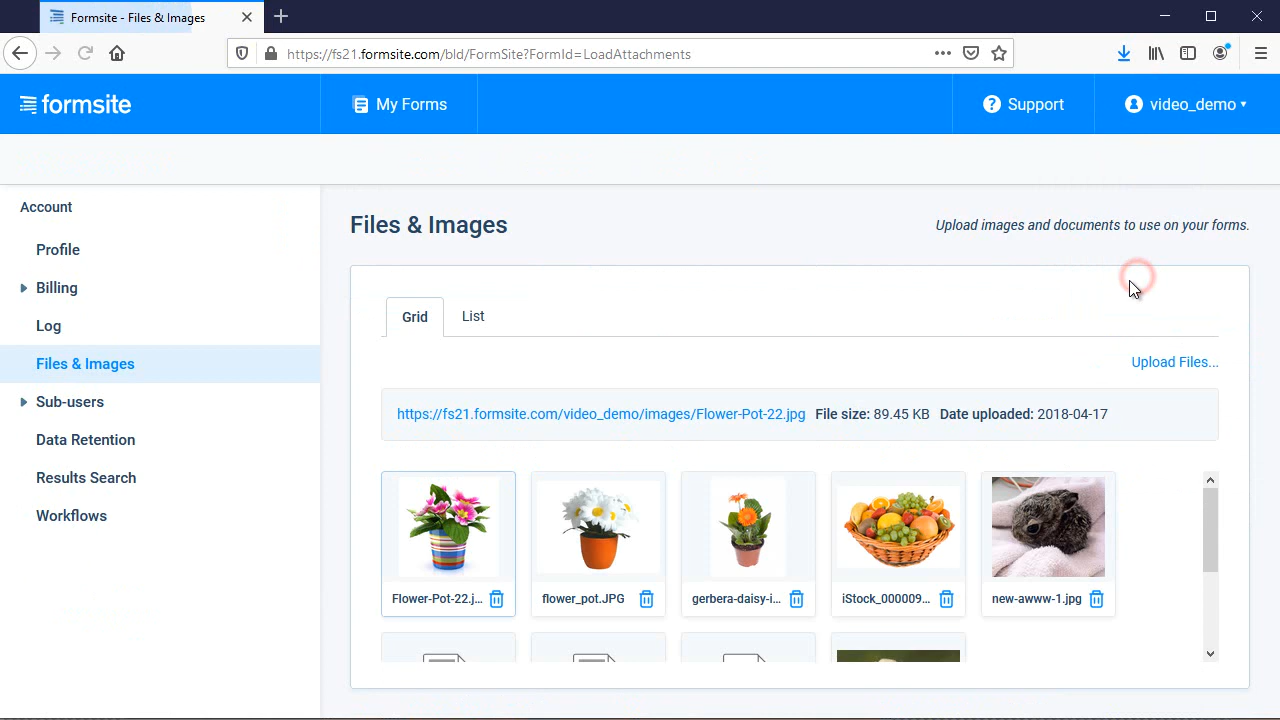 Formsite - Files & Images
https://fs21.formsite.com/bld/FormSite?FormId=LoadAttachments
formsite
My Forms
Support
video_demo
Account
Profile
Billing
Log
Files & Images
Sub-users
Data Retention
Results Search
Workflows
Files & Images
Upload images and documents to use on your forms.
Grid
List
Upload Files...
https://fs21.formsite.com/video_demo/images/Flower-Pot-22.jpg File size: 89.45 KB Date uploaded: 2018-04-17
Flower-Pot-22.j...
flower_pot.JPG
gerbera-daisy-i...
iStock_000009...
new-awww-1.jpg